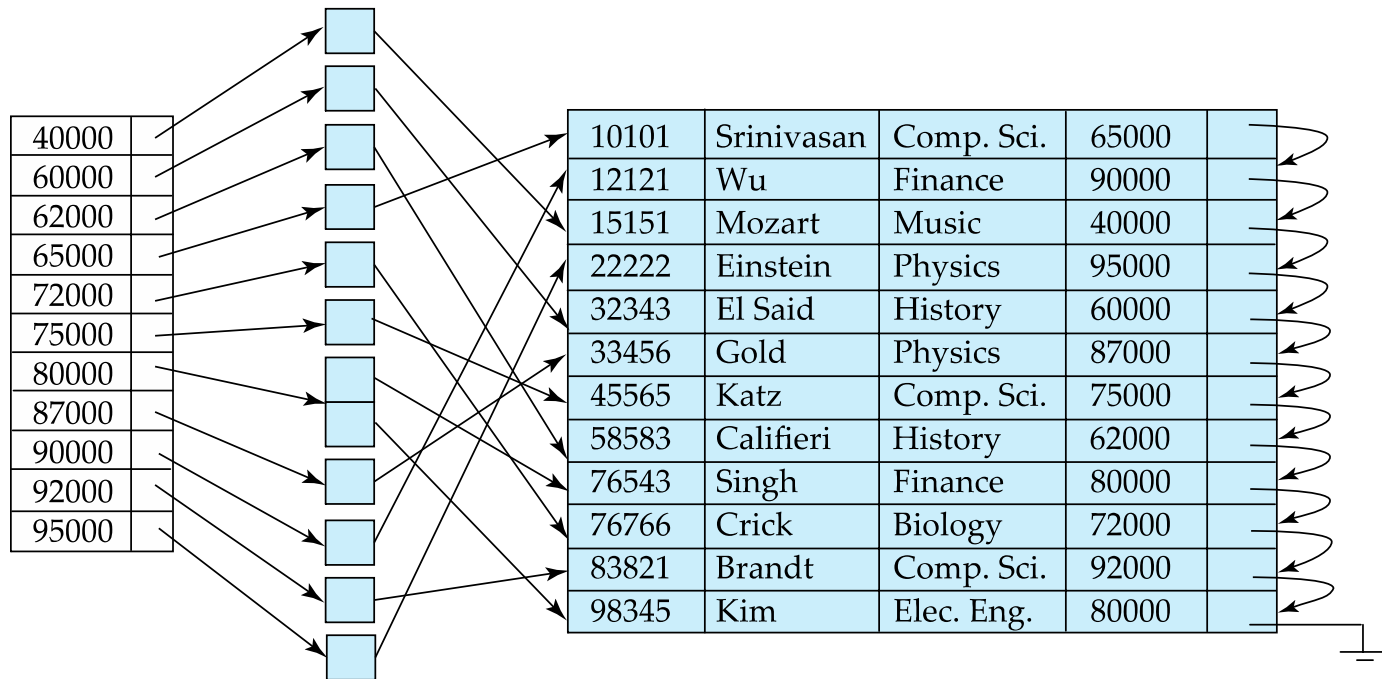 40000
60000
62000
65000
72000
75000
80000
87000
90000
92000
95000
10101 Srinivasan Comp. Sci. 65000
12121 Wu Finance 90000
15151 Mozart Music 40000
22222 Einstein Physics 95000
32343 El Said History 60000
33456 Gold Physics 87000
45565 Katz Comp. Sci. 75000
58583 Califieri History 62000
76543 Singh Finance 80000
76766 Crick Biology 72000
83821 Brandt Comp. Sci. 92000
98345 Kim Elec. Eng. 80000